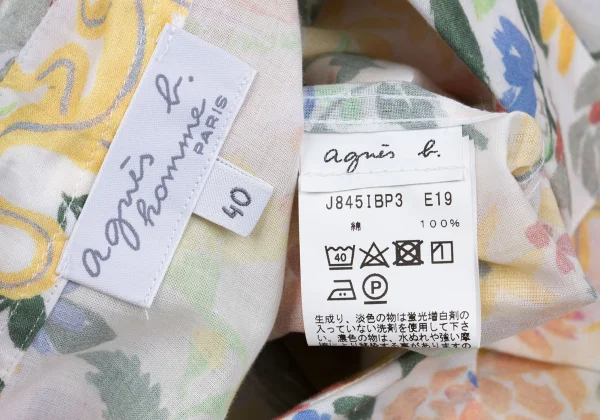 agnès b.
homme
PARIS
40
agnès b.
J845IBP3 E19
綿 100%
40
P
生成り、淡色の物は蛍光増白剤の
入っていない洗剤を使用して下さ
い。濃色の物は、水ぬれや強い摩